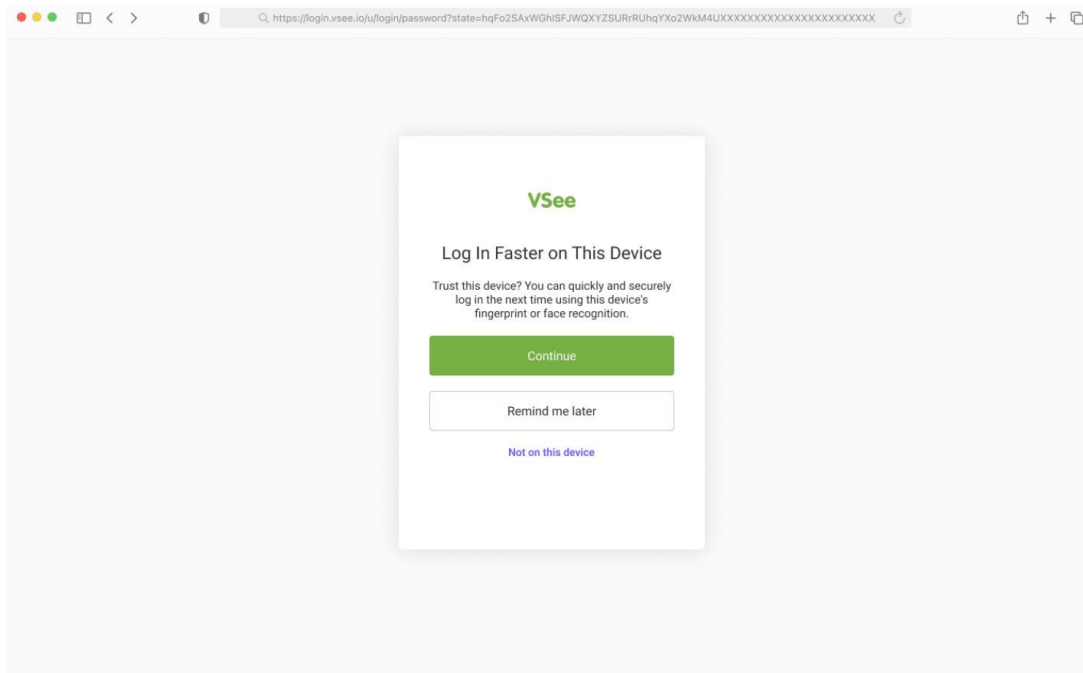 https://login.vsee.io/u/login/password?state=hqFo2SAxWGhISFJWQXYZSURrRUhqYXo2WkM4UXXXXXXXXXXXXXXXXXXXXXXX
VSee
Log In Faster on This Device
Trust this device? You can quickly and securely
log in the next time using this device's
fingerprint or face recognition.
Continue
Remind me later
Not on this device